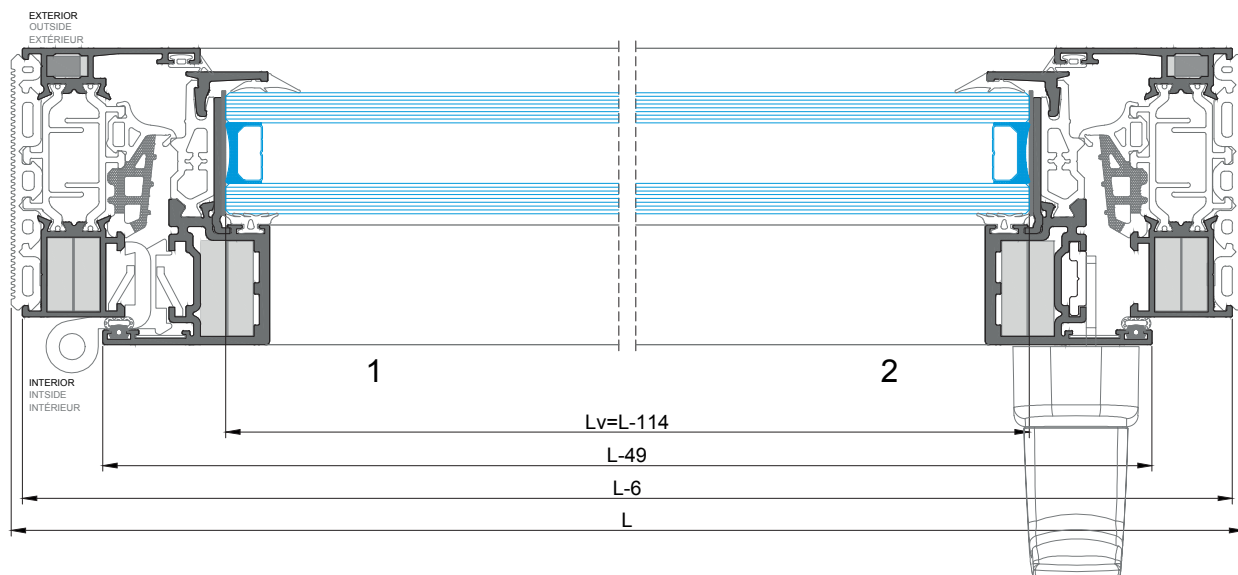 EXTERIOR
OUTSIDE
EXTÉRIEUR
INTERIOR
INTSIDE
INTÉRIEUR
1
2
Lv=L-114
L-49
L-6
L